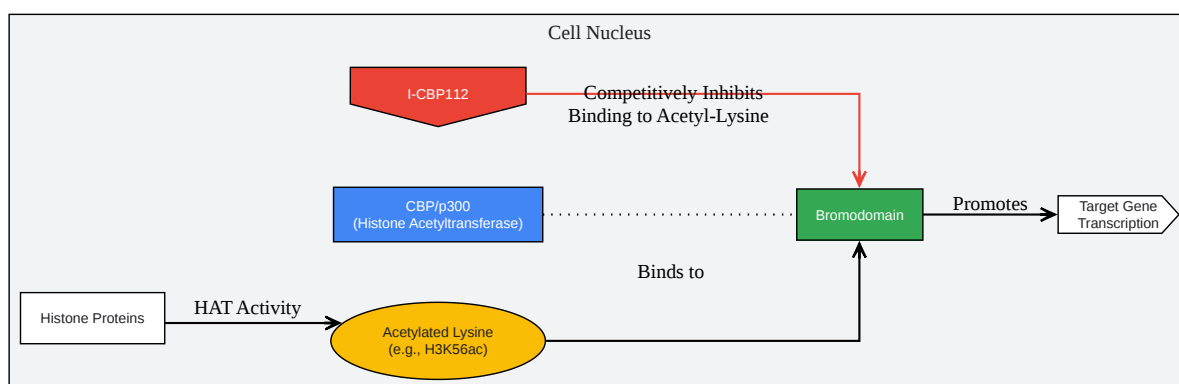 Cell Nucleus
I-CBP112
Competitively Inhibits
Binding to Acetyl-Lysine
CBP/p300
(Histone Acetyltransferase)
Bromodomain
Promotes
Target Gene
Transcription
Binds to
Histone Proteins
HAT Activity
Acetylated Lysine
(e.g., H3K56ac)